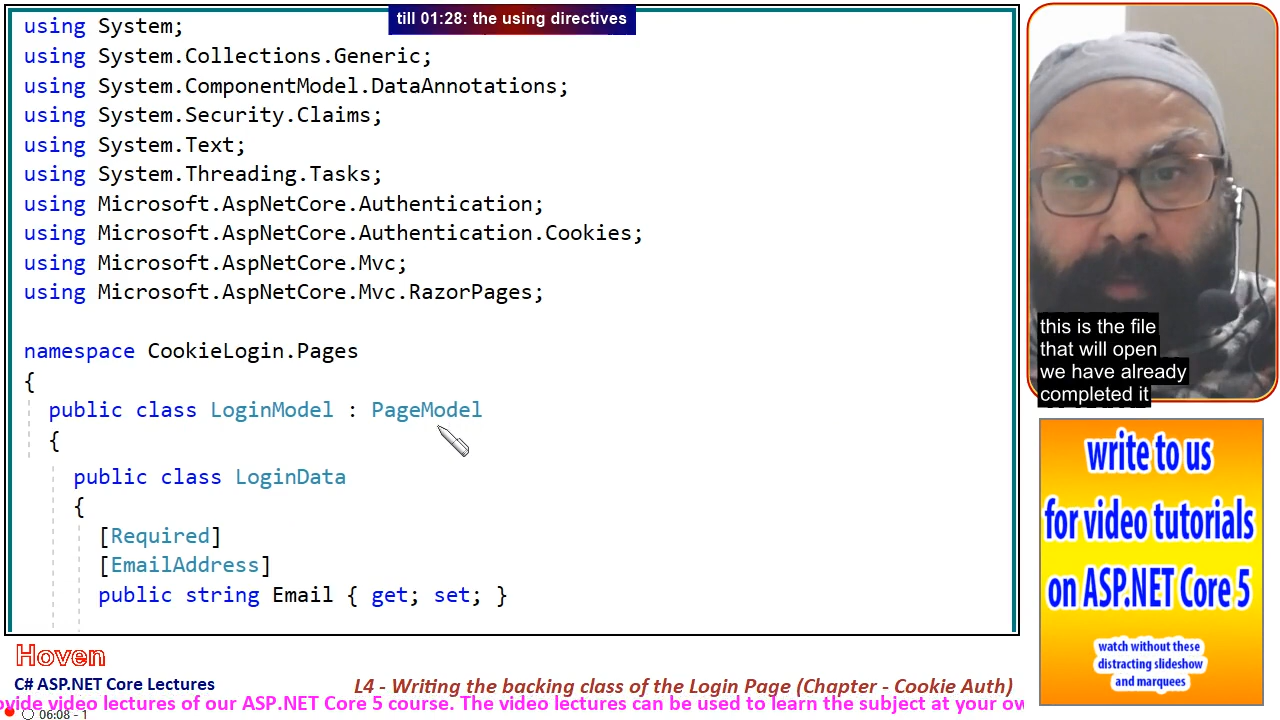 till 01:28: the using directives
using System;
using System.Collections.Generic;
using System.ComponentModel.DataAnnotations;
using System.Security.Claims;
using System.Text;
using System.Threading.Tasks;
using Microsoft.AspNetCore.Authentication;
using Microsoft.AspNetCore.Authentication.Cookies;
using Microsoft.AspNetCore.Mvc;
using Microsoft.AspNetCore.Mvc.RazorPages;
namespace CookieLogin.Pages
{
public class LoginModel : PageModel
{
public class LoginData
{
[Required]
[EmailAddress]
public string Email { get; set; }
this is the file
that will open
we have already
completed it
write to us
for video tutorials
on ASP.NET Core 5
watch without these
distracting slideshow
and marquees
Hoven
C# ASP.NET Core Lectures
L4 - Writing the backing class of the Login Page (Chapter - Cookie Auth)
ovide video lectures of our ASP.NET Core 5 course. The video lectures can be used to learn the subject at your ow
06:08 - 1